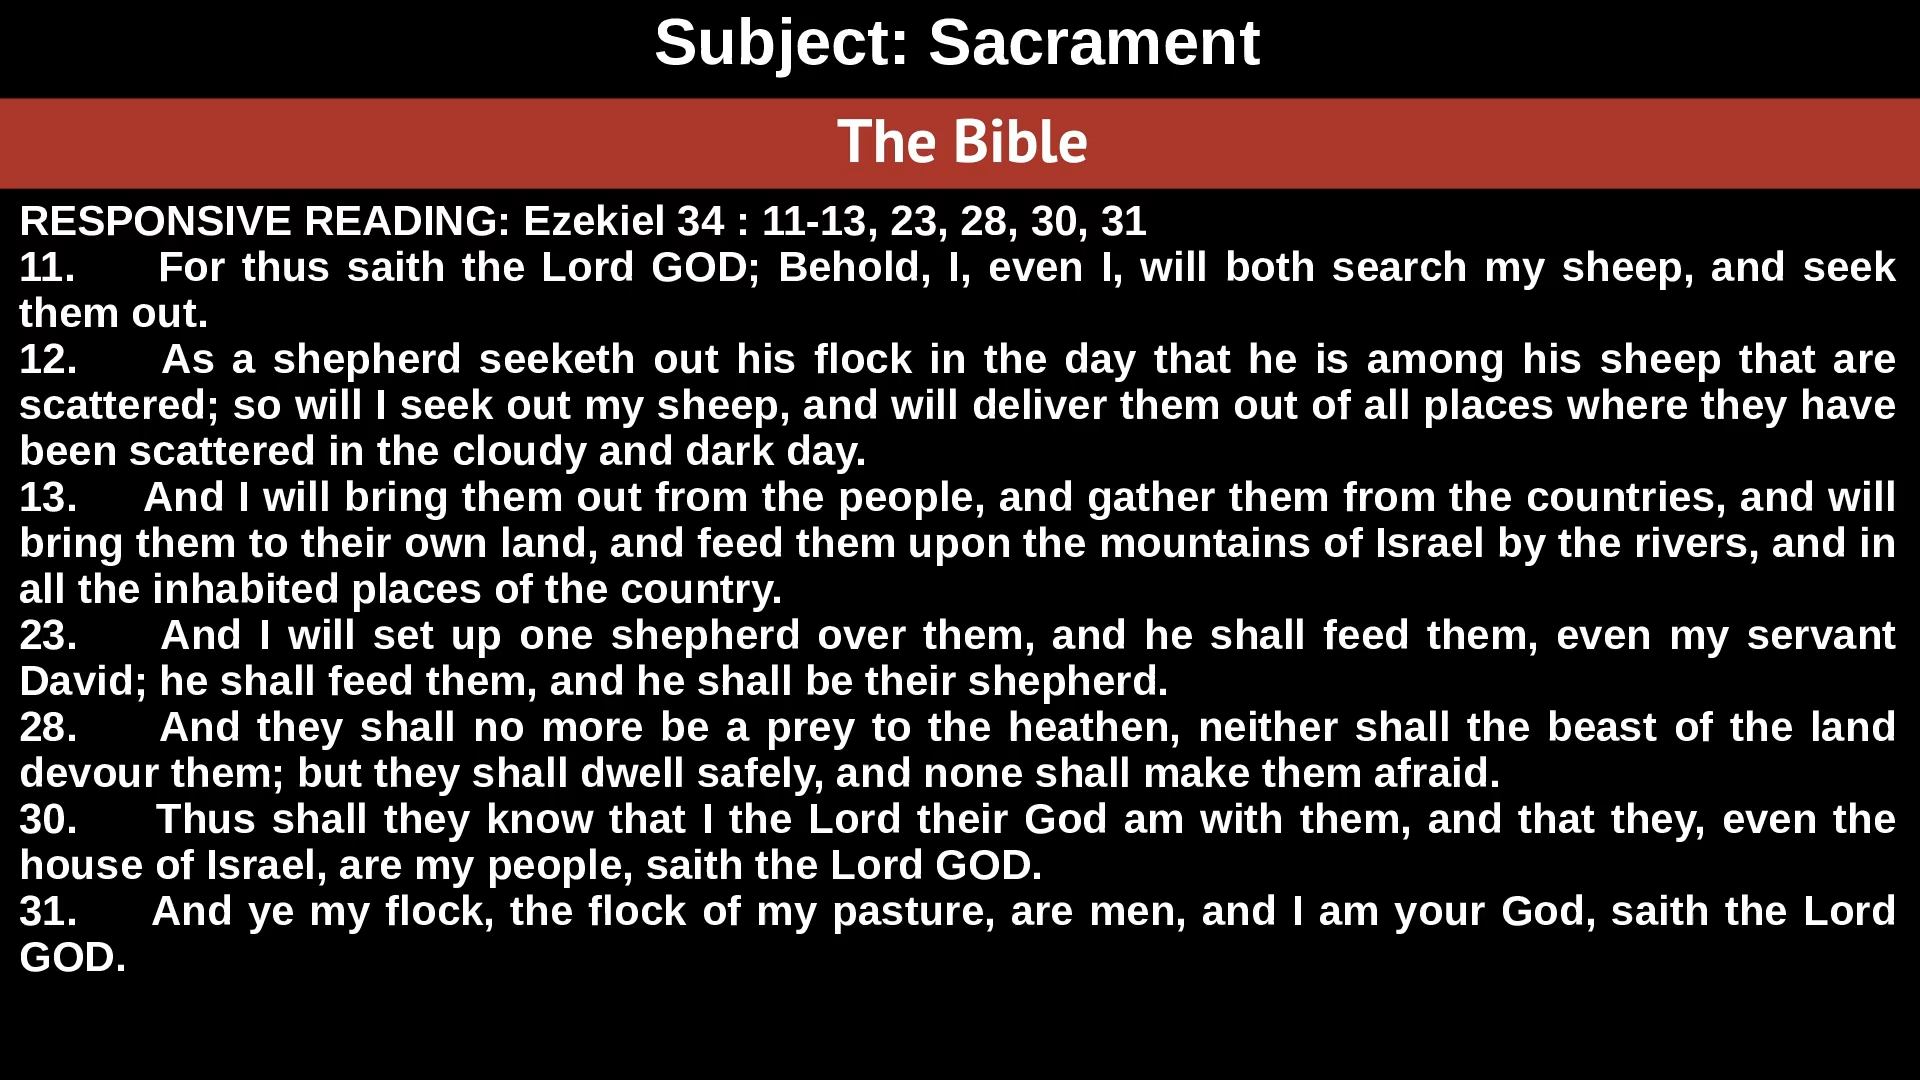 Subject: Sacrament
The Bible
RESPONSIVE READING: Ezekiel 34 : 11-13, 23, 28, 30, 31
11. For thus saith the Lord GOD; Behold, I, even I, will both search my sheep, and seek
them out.
12. As a shepherd seeketh out his flock in the day that he is among his sheep that are
scattered; so will I seek out my sheep, and will deliver them out of all places where they have
been scattered in the cloudy and dark day.
13. And I will bring them out from the people, and gather them from the countries, and will
bring them to their own land, and feed them upon the mountains of Israel by the rivers, and in
all the inhabited places of the country.
23. And I will set up one shepherd over them, and he shall feed them, even my servant
David; he shall feed them, and he shall be their shepherd.
28. And they shall no more be a prey to the heathen, neither shall the beast of the land
devour them; but they shall dwell safely, and none shall make them afraid.
30. Thus shall they know that I the Lord their God am with them, and that they, even the
house of Israel, are my people, saith the Lord GOD.
31. And ye my flock, the flock of my pasture, are men, and I am your God, saith the Lord
GOD.